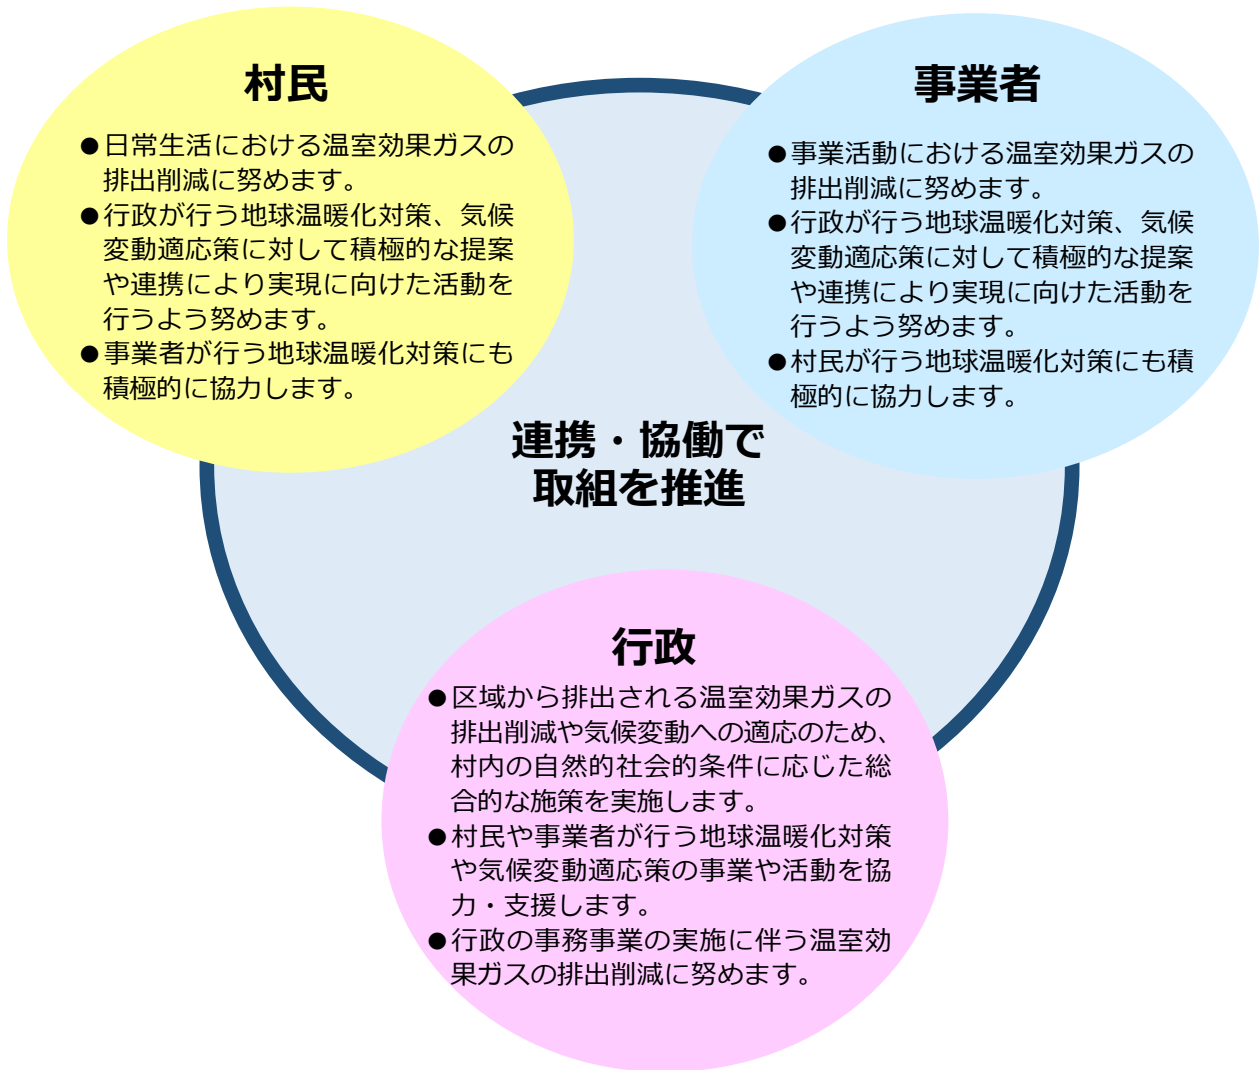 村民
●日常生活における温室効果ガスの
排出削減に努めます。
●行政が行う地球温暖化対策、気候
変動適応策に対して積極的な提案
や連携により実現に向けた活動を
行うよう努めます。
●事業者が行う地球温暖化対策にも
積極的に協力します。
事業者
●事業活動における温室効果ガスの
排出削減に努めます。
●行政が行う地球温暖化対策、気候
変動適応策に対して積極的な提案
や連携により実現に向けた活動を
行うよう努めます。
●村民が行う地球温暖化対策にも積
極的に協力します。
連携・協働で
取組を推進
行政
●区域から排出される温室効果ガスの
排出削減や気候変動への適応のため、
村内の自然的社会的条件に応じた総
合的な施策を実施します。
●村民や事業者が行う地球温暖化対策
や気候変動適応策の事業や活動を協
力・支援します。
●行政の事務事業の実施に伴う温室効
果ガスの排出削減に努めます。